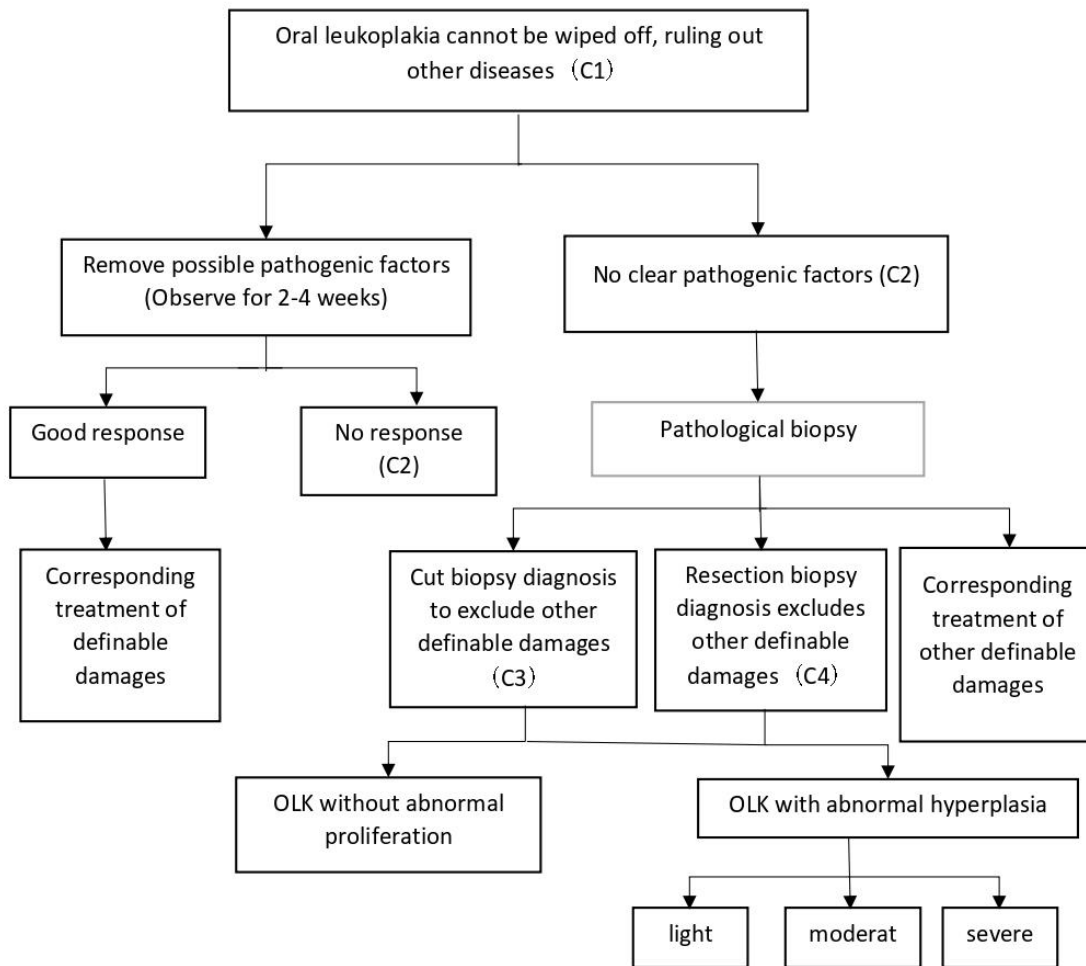 Oral leukoplakia cannot be wiped off, ruling out
other diseases（C1）
Remove possible pathogenic factors
(Observe for 2-4 weeks)
No clear pathogenic factors (C2)
Good response
No response
(C2)
Pathological biopsy
Corresponding
treatment of
definable
damages
Cut biopsy diagnosis
to exclude other
definable damages
（C3）
Resection biopsy
diagnosis excludes
other definable
damages（C4）
Corresponding
treatment of
other definable
damages
OLK without abnormal
proliferation
OLK with abnormal hyperplasia
light
moderat
severe